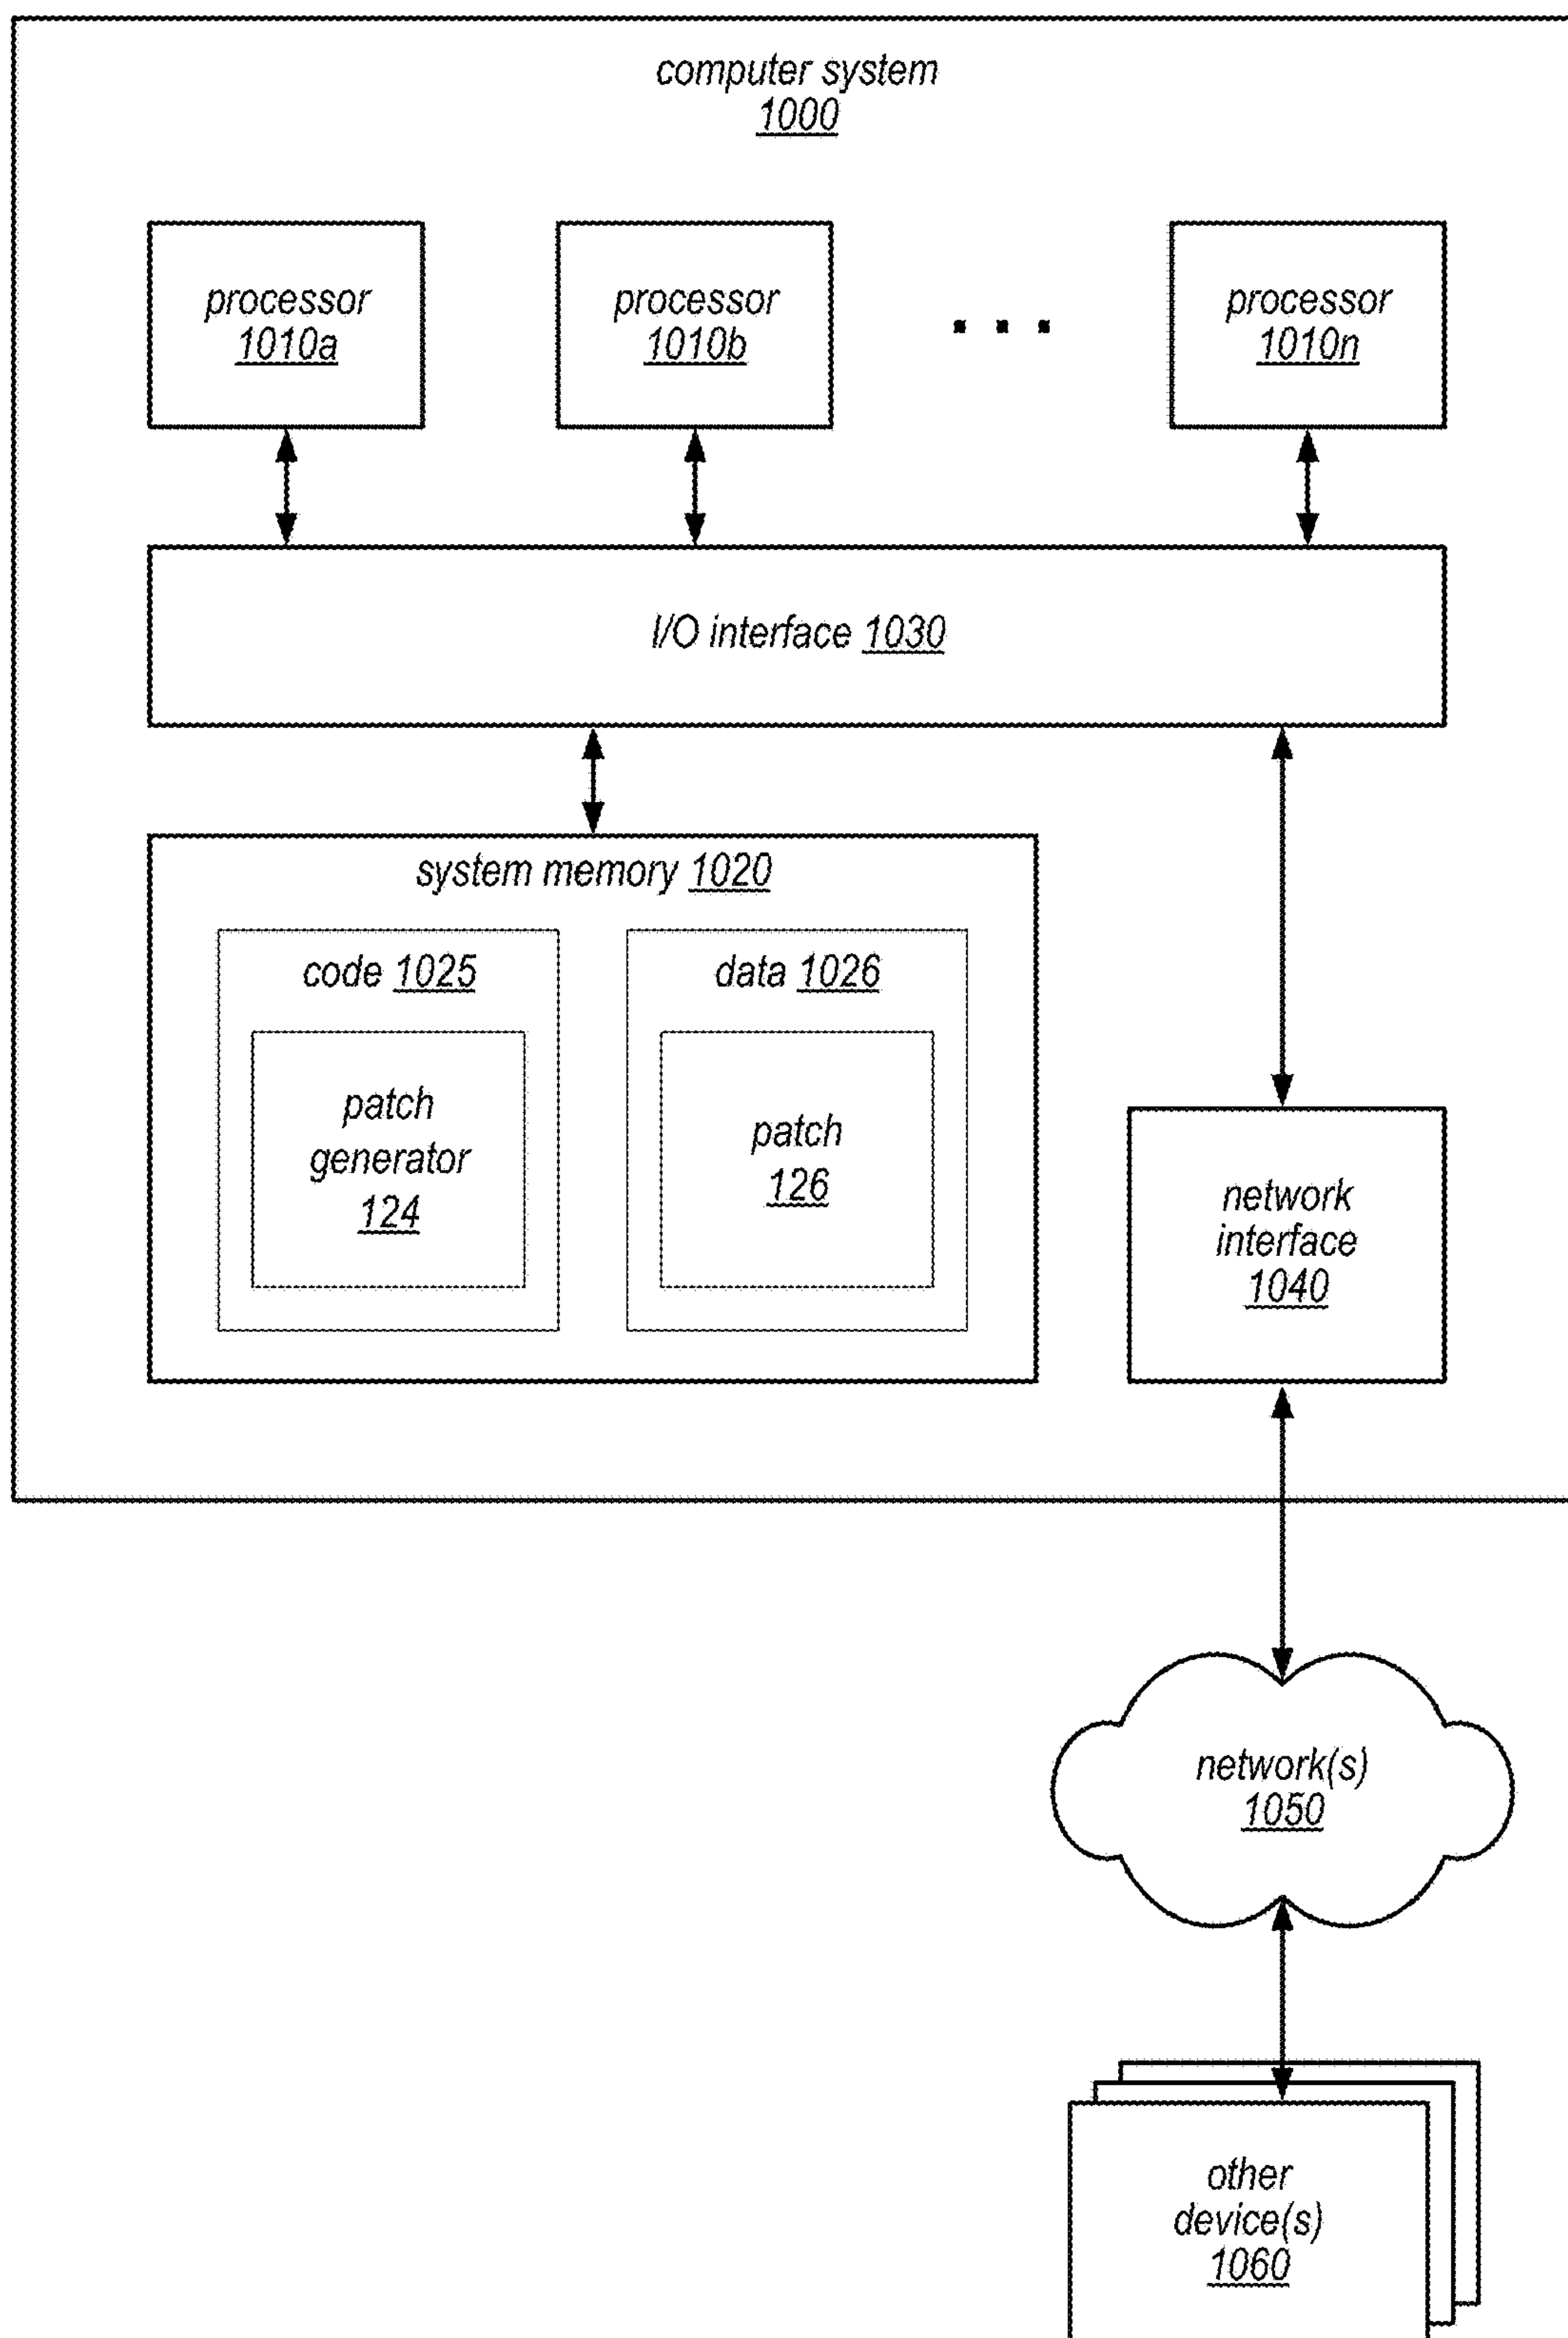 computer system
1000
processor
1010a
processor
1010b
processor
1010n
I/O interface 1030
system memory 1020
code 1025
data 1026
patch
generator
124
patch
126
network
interface
1040
network(s)
1050
other
device(s)
1060